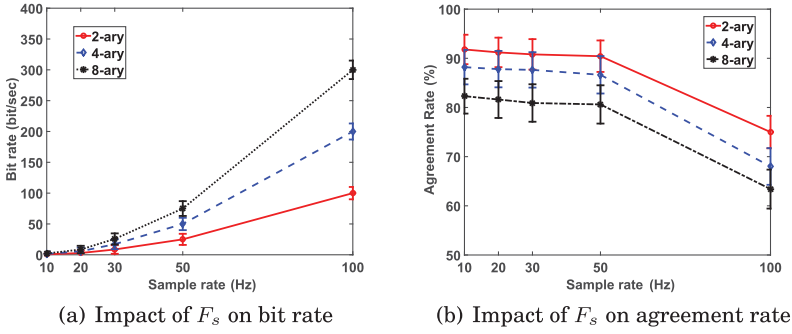 400
350
300
250
200
150
100
50
0
Bit rate (bit/sec)
2-ary
4-ary
8-ary
10 20 30 50 100
Sample rate (Hz)
(a) Impact of Fs on bit rate
100
90
80
70
60
50
Agreement Rate (%)
2-ary
4-ary
8-ary
10 20 30 50 100
Sample rate (Hz)
(b) Impact of Fs on agreement rate